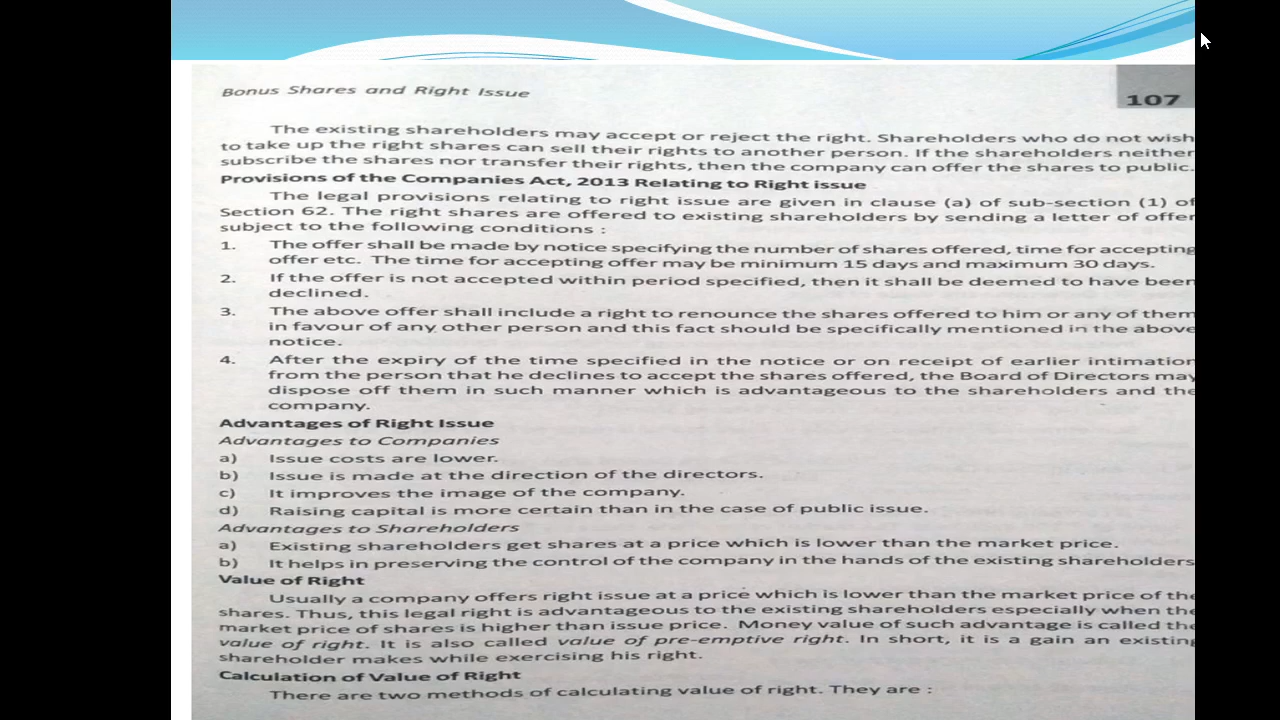 Bonus Shares and Right Issue
107
The existing shareholders may accept or reject the right. Shareholders who do not wish
to take up the right shares can sell their rights to another person. If the shareholders neither
subscribe the shares nor transfer their rights, then the company can offer the shares to public.
Provisions of the Companies Act, 2013 Relating to Right issue
The legal provisions relating to right issue are given in clause (a) of sub-section (1) of
Section 62. The right shares are offered to existing shareholders by sending a letter of offer
subject to the following conditions :
1. The offer shall be made by notice specifying the number of shares offered, time for accepting
offer etc. The time for accepting offer may be minimum 15 days and maximum 30 days.
2. If the offer is not accepted within period specified, then it shall be deemed to have been
declined.
3. The above offer shall include a right to renounce the shares offered to him or any of them
in favour of any other person and this fact should be specifically mentioned in the above
notice.
4. After the expiry of the time specified in the notice or on receipt of earlier intimation
from the person that he declines to accept the shares offered, the Board of Directors may
dispose off them in such manner which is advantageous to the shareholders and the
company.
Advantages of Right Issue
Advantages to Companies
a) Issue costs are lower.
b) Issue is made at the direction of the directors.
c) It improves the image of the company.
d) Raising capital is more certain than in the case of public issue.
Advantages to Shareholders
a) Existing shareholders get shares at a price which is lower than the market price.
b) It helps in preserving the control of the company in the hands of the existing shareholders
Value of Right
Usually a company offers right issue at a price which is lower than the market price of the
shares. Thus, this legal right is advantageous to the existing shareholders especially when the
market price of shares is higher than issue price. Money value of such advantage is called the
value of right. It is also called value of pre-emptive right. In short, it is a gain an existing
shareholder makes while exercising his right.
Calculation of Value of Right
There are two methods of calculating value of right. They are :